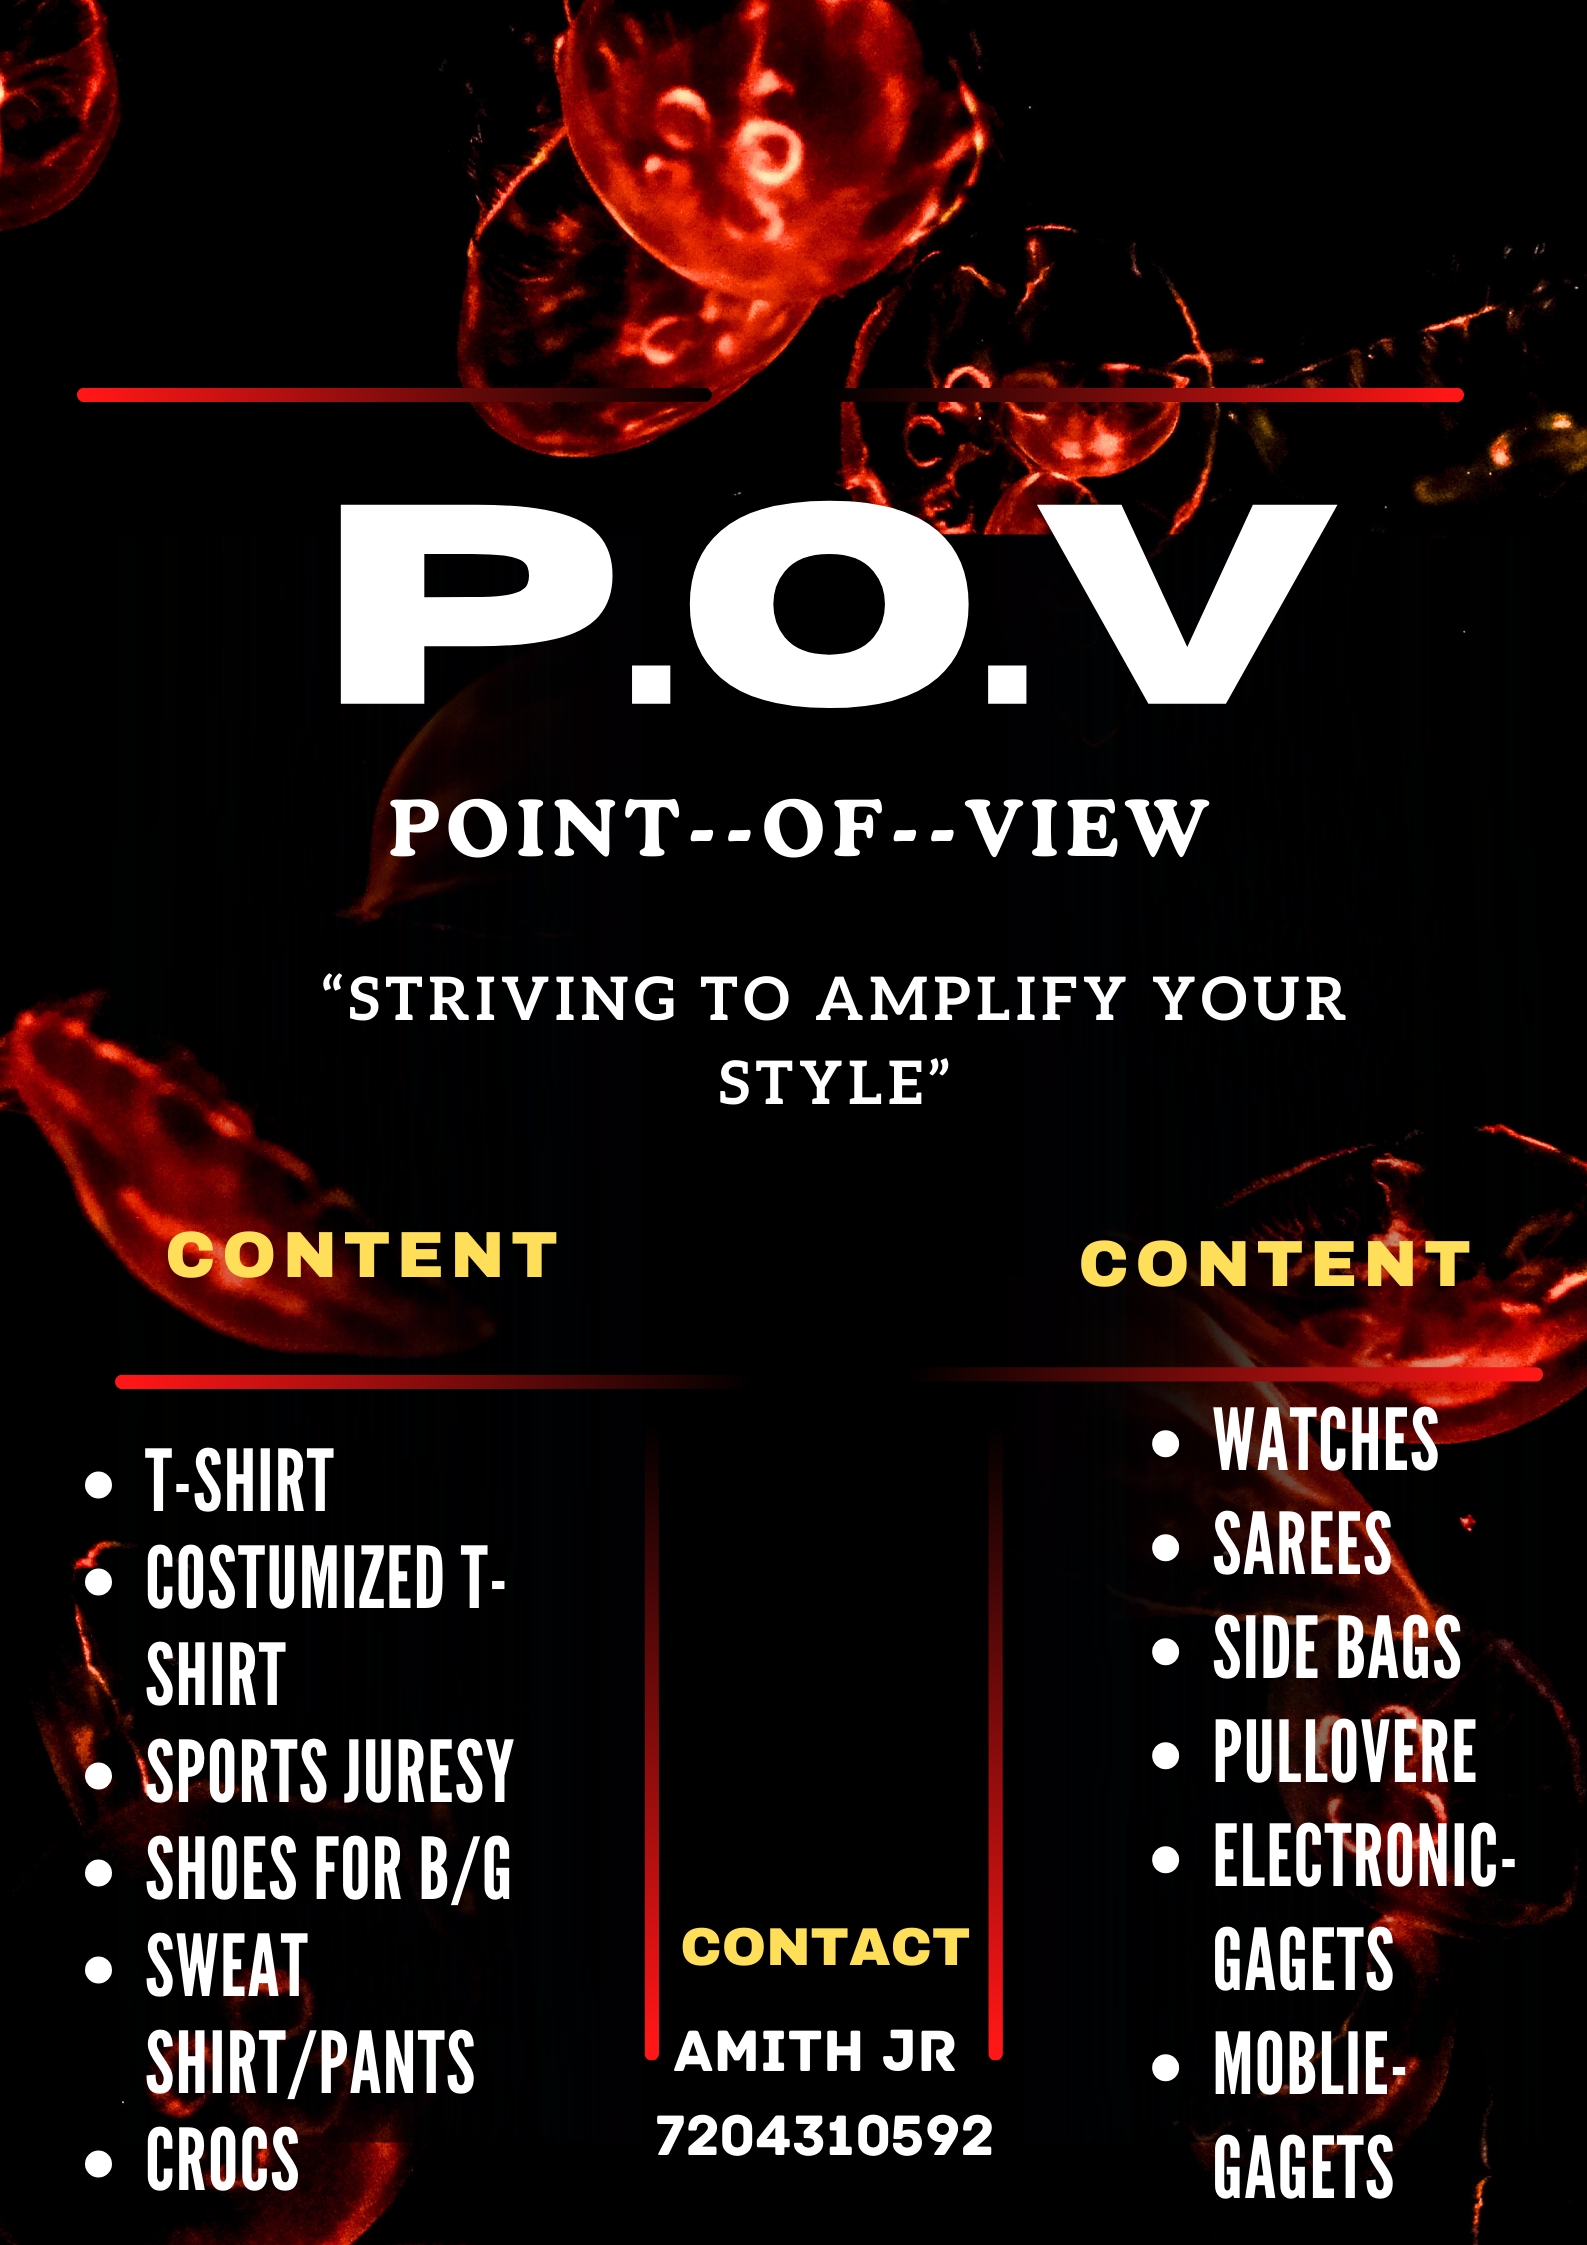 P.O.V
POINT--OF--VIEW
“STRIVING TO AMPLIFY YOUR
STYLE”
CONTENT
T-SHIRT
COSTUMIZED T-
SHIRT
SPORTS JURESY
SHOES FOR B/G
SWEAT
SHIRT/PANTS
CROCS
CONTACT
AMITH JR
7204310592
CONTENT
WATCHES
SAREES
SIDE BAGS
PULLOVERE
ELECTRONIC-
GAGETS
MOBLIE-
GAGETS